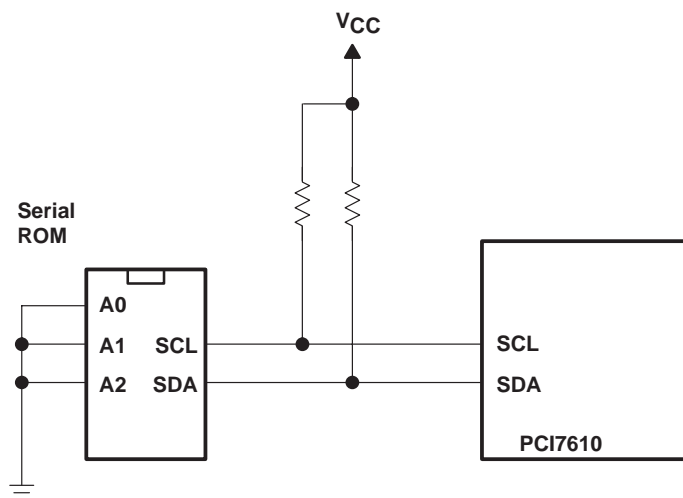 VCC
Serial
ROM
A0
A1
A2
SCL
SDA
SCL
SDA
PCI7610